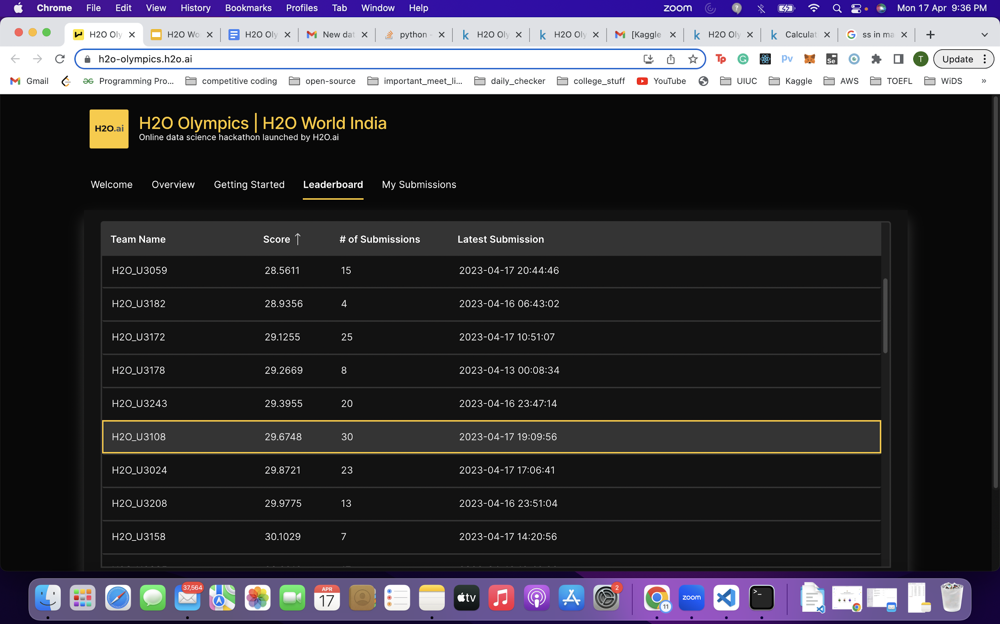 Chrome File Edit View History Bookmarks Profiles Tab Window Help zoom Mon 17 Apr 9:36 PM
H2O Oly H2O Wo H2O Oly New dat python - H2O Oly H2O Oly [Kaggle H2O Oly Calculat ss in ma
h2o-olympics.h2o.ai Tp G pv Se T Update
Gmail Programming Pro... competitive coding open-source important_meet_li... daily_checker college_stuff YouTube UIUC Kaggle AWS TOEFL WiDS »
H2O.ai
H2O Olympics | H2O World India
Online data science hackathon launched by H2O.ai
Welcome Overview Getting Started Leaderboard My Submissions
Team Name Score ↑ # of Submissions Latest Submission
H2O_U3059 28.5611 15 2023-04-17 20:44:46
H2O_U3182 28.9356 4 2023-04-16 06:43:02
H2O_U3172 29.1255 25 2023-04-17 10:51:07
H2O_U3178 29.2669 8 2023-04-13 00:08:34
H2O_U3243 29.3955 20 2023-04-16 23:47:14
H2O_U3108 29.6748 30 2023-04-17 19:09:56
H2O_U3024 29.8721 23 2023-04-17 17:06:41
H2O_U3208 29.9775 13 2023-04-16 23:51:04
H2O_U3158 30.1029 7 2023-04-17 14:20:56
37,564 APR 17 tv 2 11 zoom >_